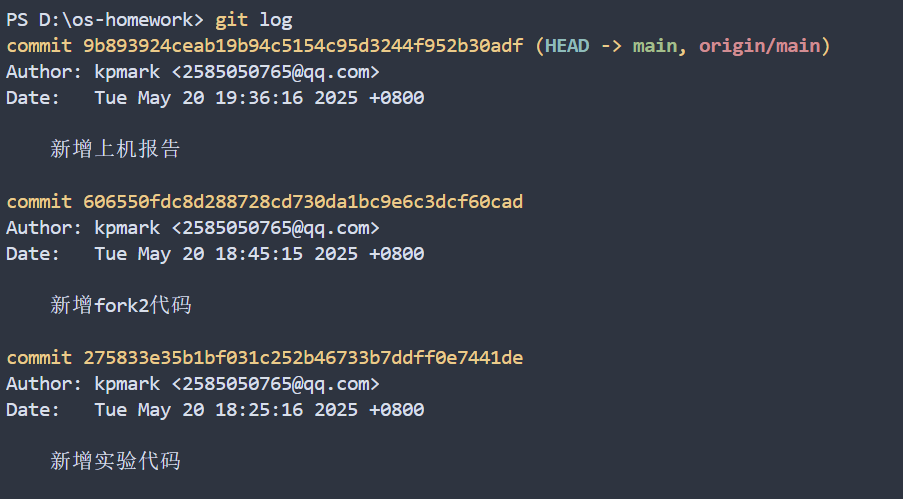 PS D:\os-homework> git log
commit 9b893924ceab19b94c5154c95d3244f952b30adf (HEAD -> main, origin/main)
Author: kpmark <2585050765@qq.com>
Date:   Tue May 20 19:36:16 2025 +0800
新增上机报告
commit 606550fdc8d288728cd730da1bc9e6c3dcf60cad
Author: kpmark <2585050765@qq.com>
Date:   Tue May 20 18:45:15 2025 +0800
新增fork2代码
commit 275833e35b1bf031c252b46733b7ddff0e7441de
Author: kpmark <2585050765@qq.com>
Date:   Tue May 20 18:25:16 2025 +0800
新增实验代码